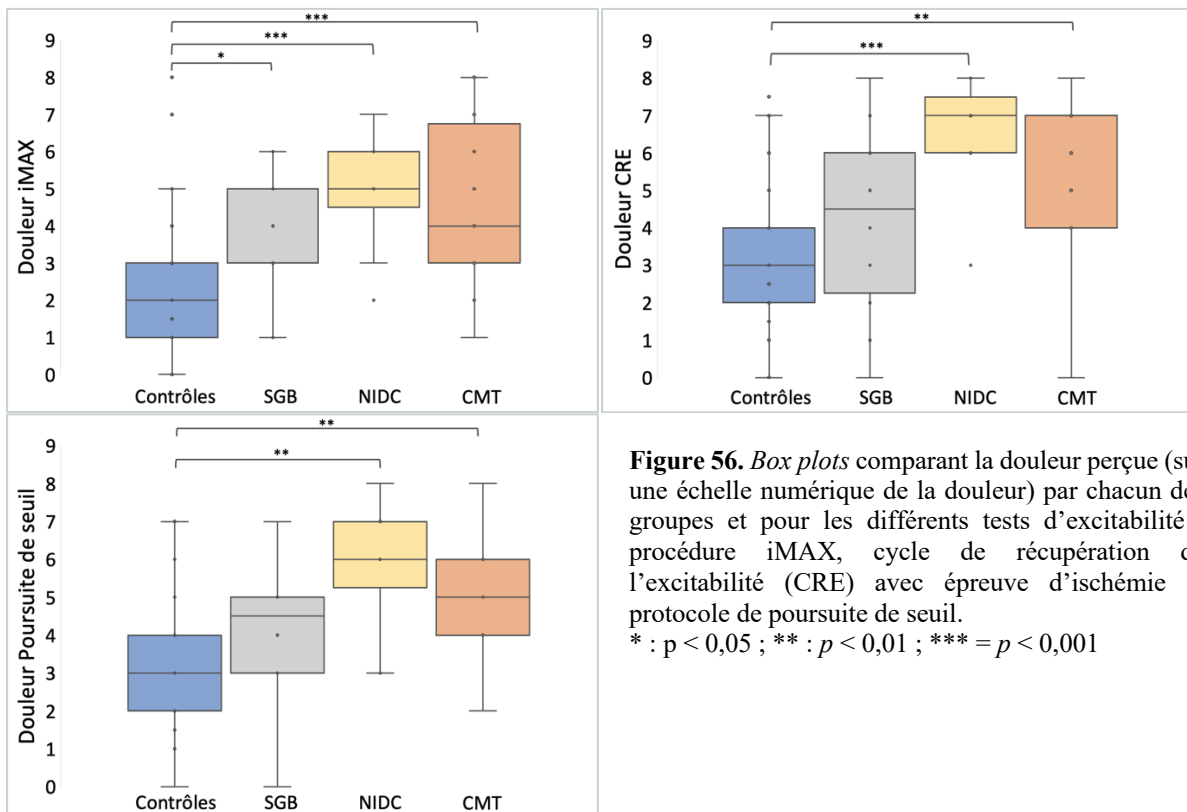 ***
***
*
9
8
7
6
5
4
3
2
1
0
Douleur iMAX
Contrôles SGB NIDC CMT
**
***
9
8
7
6
5
4
3
2
1
0
Douleur CRE
Contrôles SGB NIDC CMT
**
**
9
8
7
6
5
4
3
2
1
0
Douleur Poursuite de seuil
Contrôles SGB NIDC CMT
Figure 56. Box plots comparant la douleur perçue
une échelle numérique de la douleur) par chacun
groupes et pour les différents tests d’excitabilité
procédure iMAX, cycle de récupération
l’excitabilité (CRE) avec épreuve d’ischémie
protocole de poursuite de seuil.
* : p < 0,05 ; ** : p < 0,01 ; *** = p < 0,001